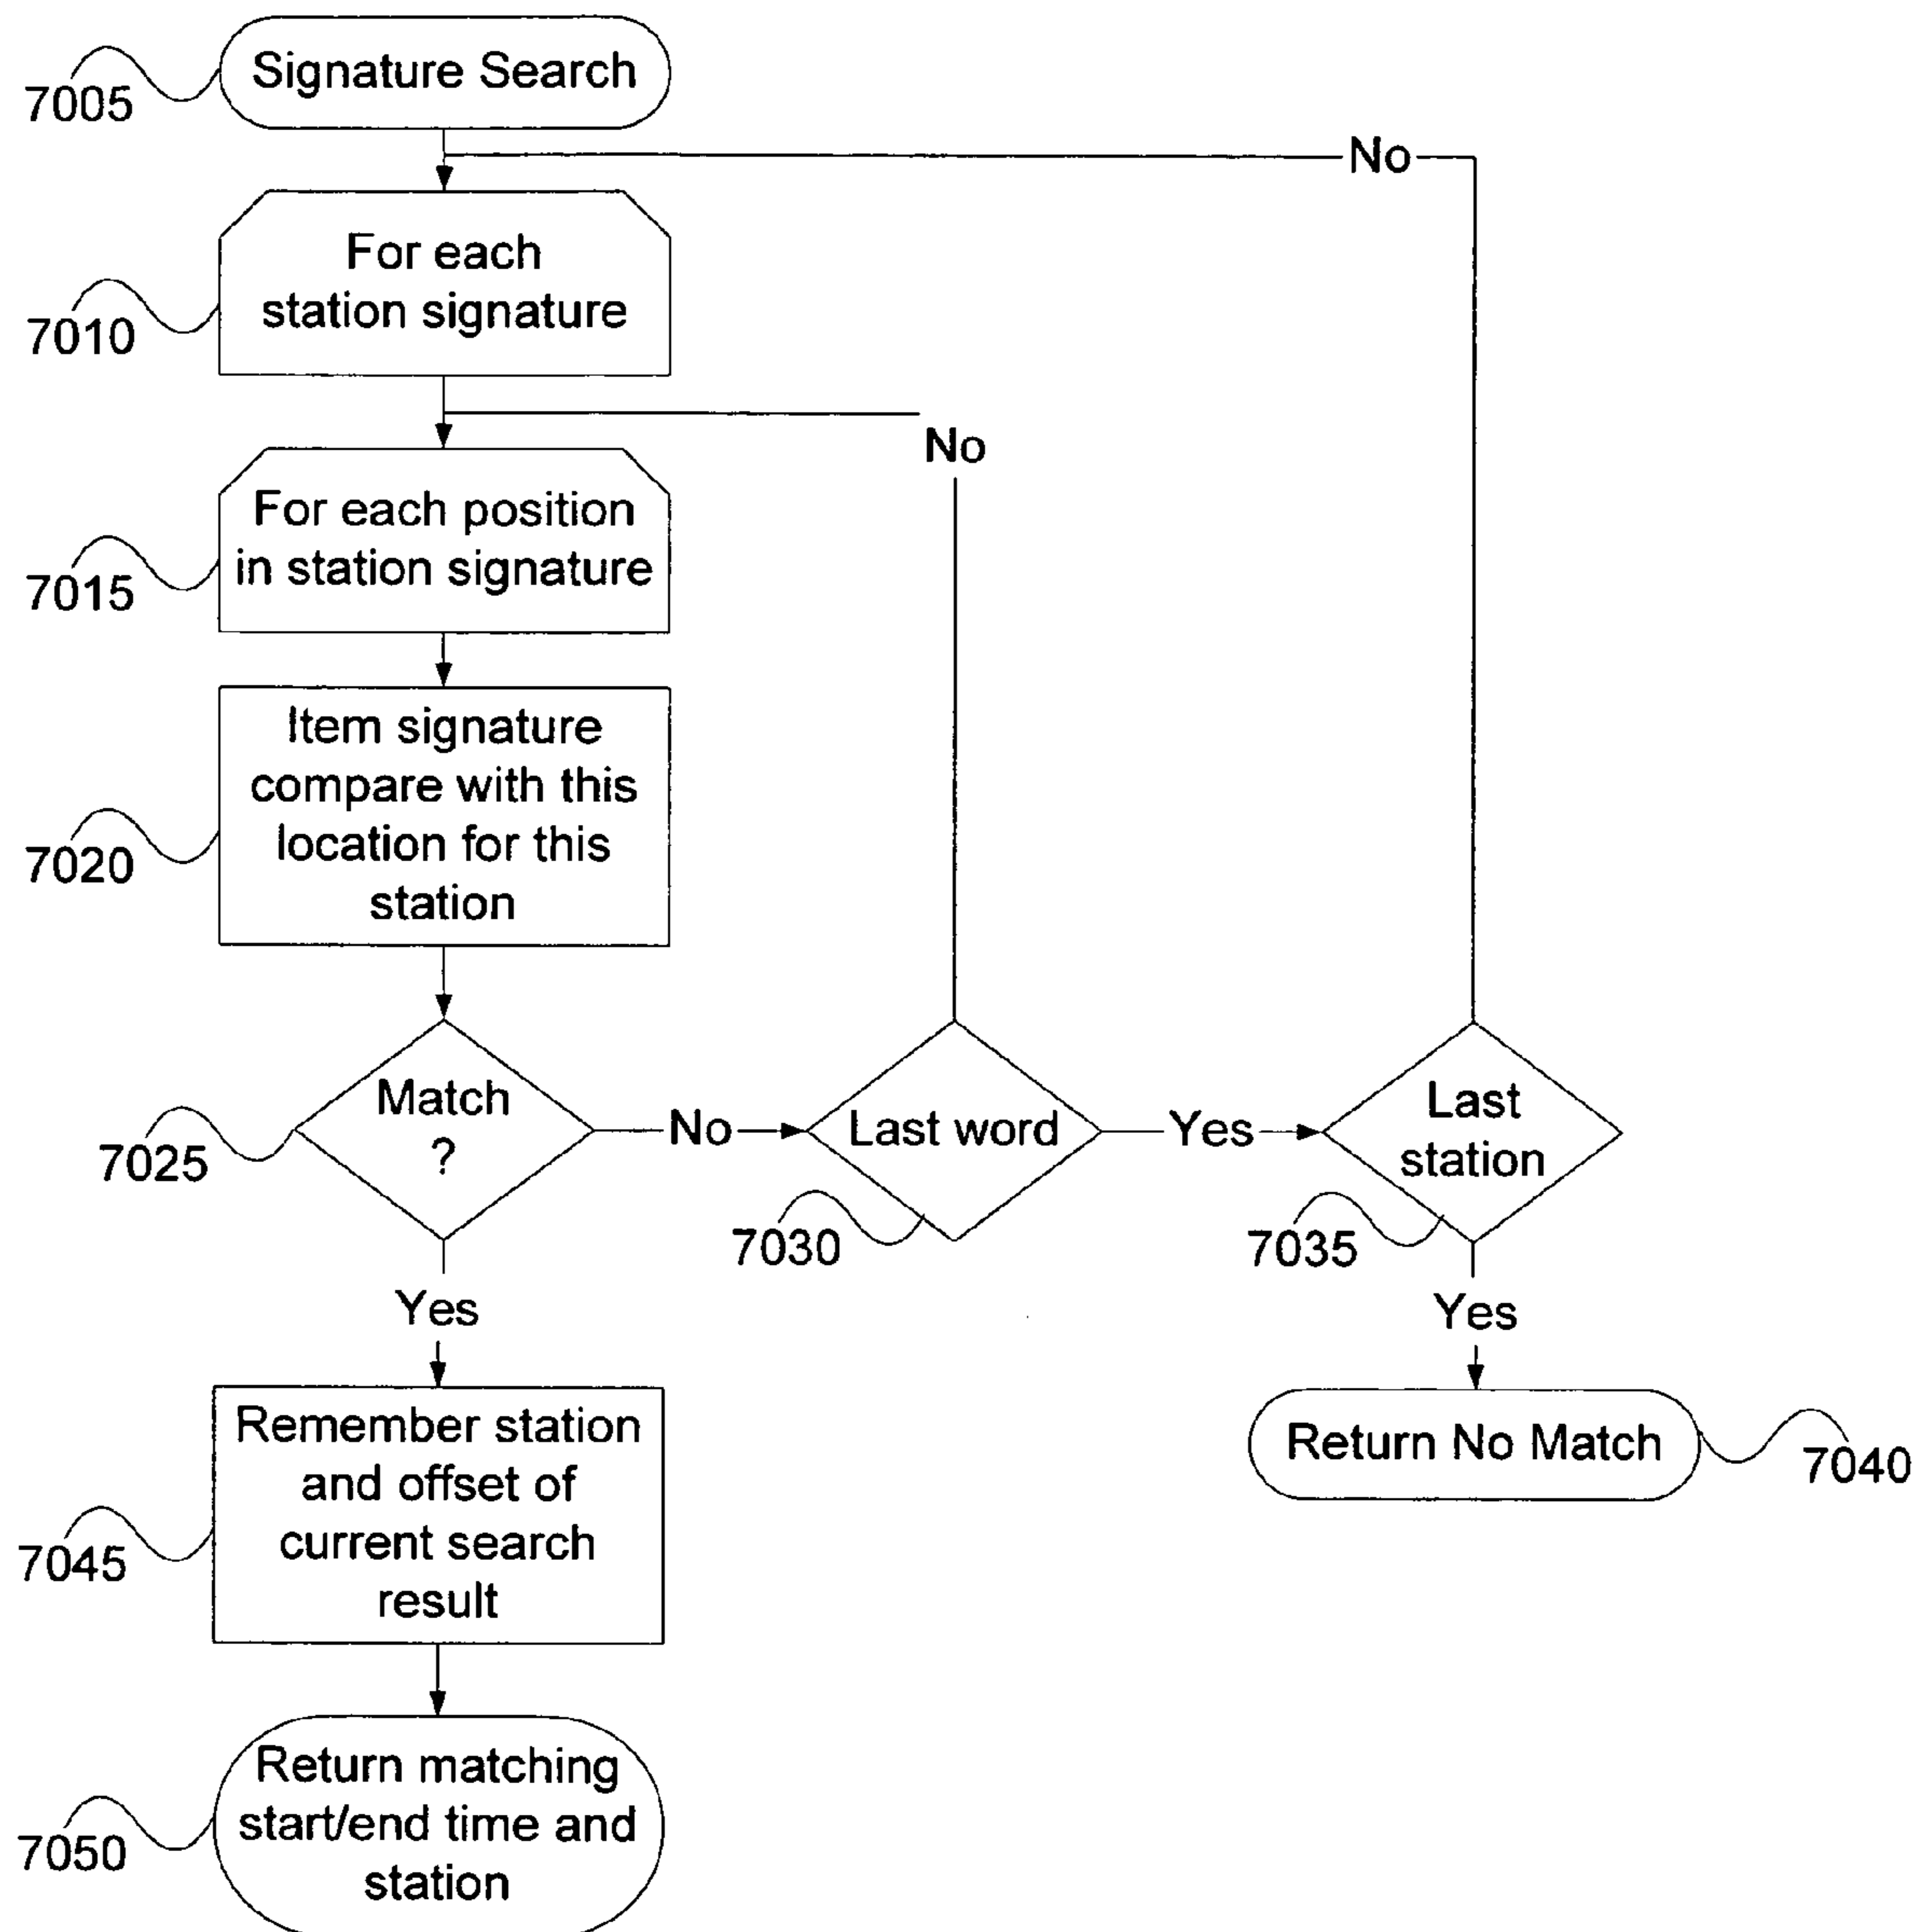 Signature Search
7005
No
For each
station signature
7010
No
For each position
in station signature
7015
Item signature
compare with this
location for this
station
7020
Match
?
7025
No
Last word
7030
Yes
Last
station
7035
Yes
Yes
Remember station
and offset of
current search
result
7045
Return No Match
7040
Return matching
start/end time and
station
7050